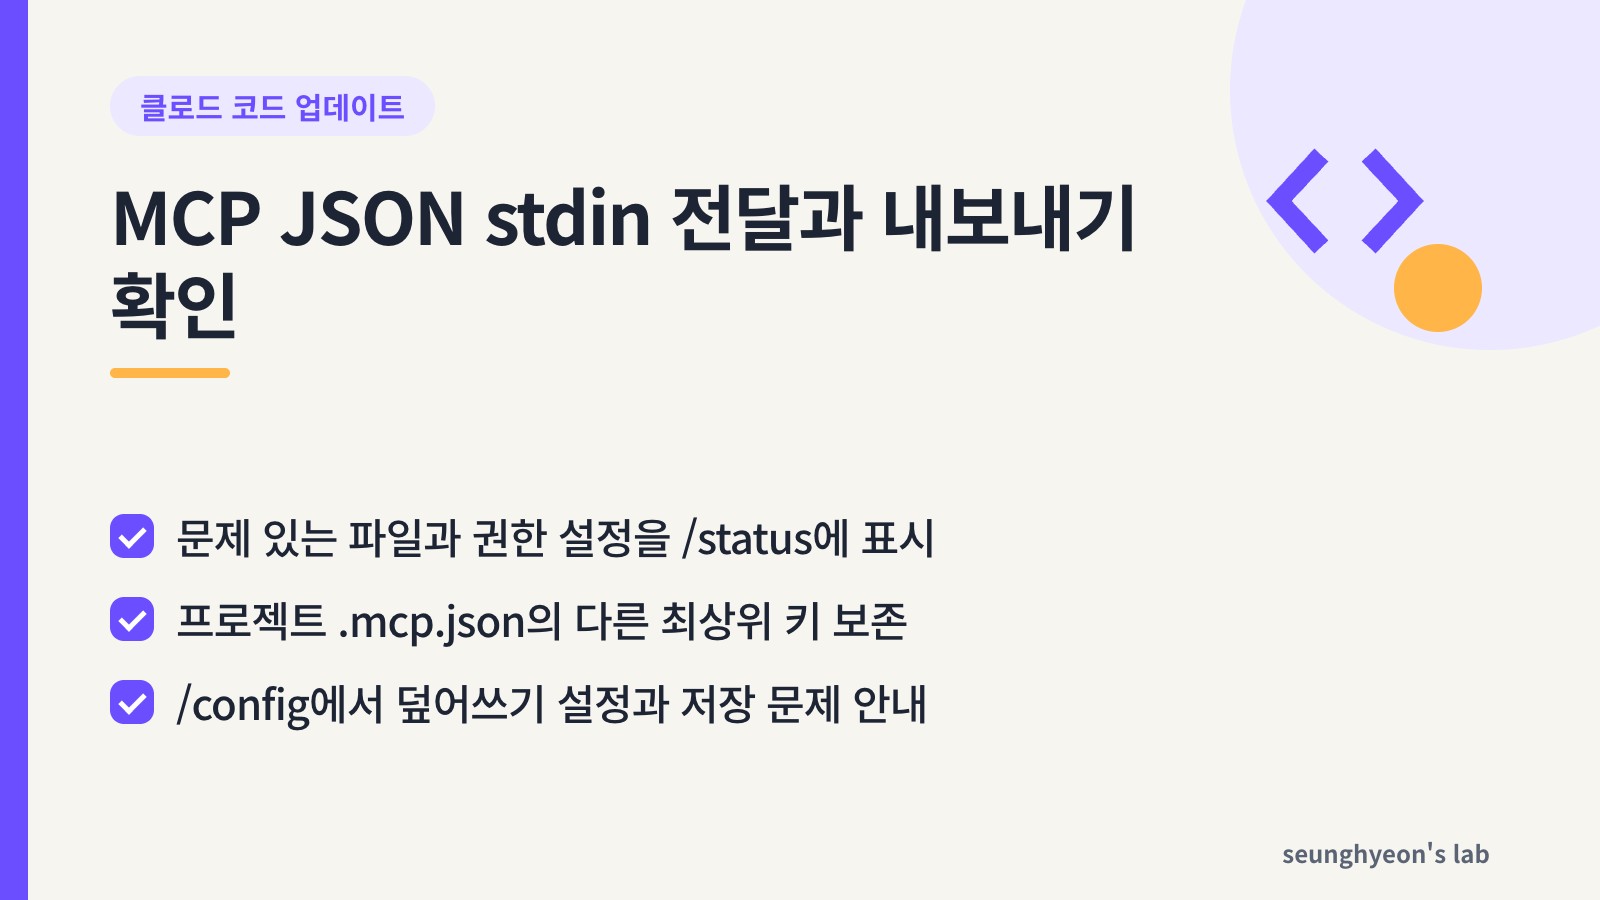 클로드 코드 업데이트
MCP JSON stdin 전달과 내보내기
확인
문제 있는 파일과 권한 설정을 /status에 표시
프로젝트 .mcp.json의 다른 최상위 키 보존
/config에서 덮어쓰기 설정과 저장 문제 안내
seunghyeon's lab